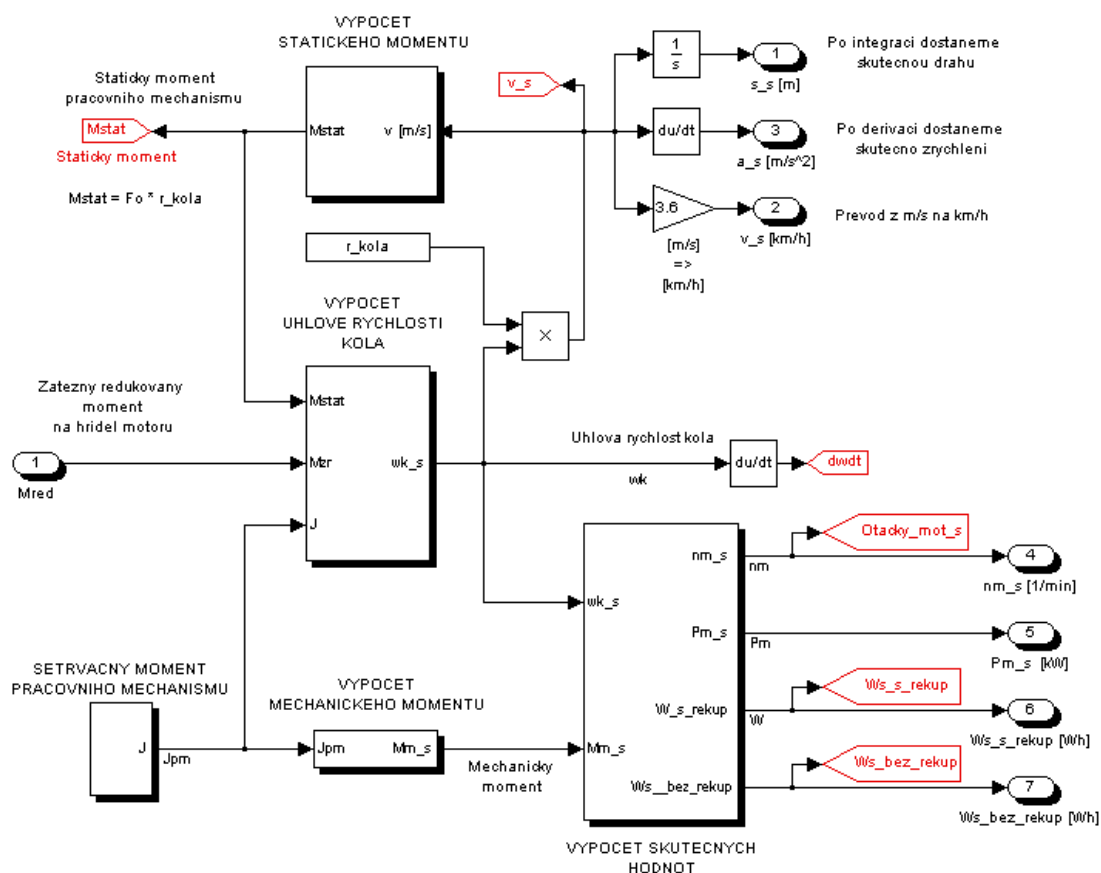 VYPOCET
STATICKEHO MOMENTU
Staticky moment
pracovniho mechanismu
Mstat
Staticky moment
Mstat = Fo * r_kola
Mstat
v [m/s]
v_s
1
s
1
s_s [m]
Po integraci dostaneme
skutecnou drahu
du/dt
3
a_s [m/s^2]
Po derivaci dostaneme
skutecno zrychleni
3.6
[m/s]
=>
[km/h]
2
v_s [km/h]
Prevod z m/s na km/h
r_kola
×
VYPOCET
UHLOVE RYCHLOSTI
KOLA
Zatezny redukovany
moment
na hridel motoru
1
Mred
Mstat
Mzr
J
wk_s
Uhlova rychlost kola
wk
du/dt
dwdt
SETRVACNY MOMENT
PRACOVNIHO MECHANISMU
J
Jpm
VYPOCET
MECHANICKEHO MOMENTU
Jpm
Mm_s
Mechanicky
moment
wk_s
Mm_s
nm_s
Pm_s
W_s_rekup
Ws__bez_rekup
VYPOCET SKUTECNYCH
HODNOT
nm
Otacky_mot_s
4
nm_s [1/min]
Pm
5
Pm_s [kW]
W
Ws_s_rekup
6
Ws_s_rekup [Wh]
Ws_bez_rekup
7
Ws_bez_rekup [Wh]